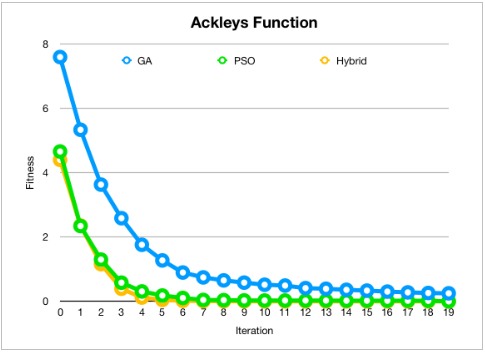 Ackleys Function
GA PSO Hybrid
8
6
4
2
0
Fitness
0 1 2 3 4 5 6 7 8 9 10 11 12 13 14 15 16 17 18 19
Iteration